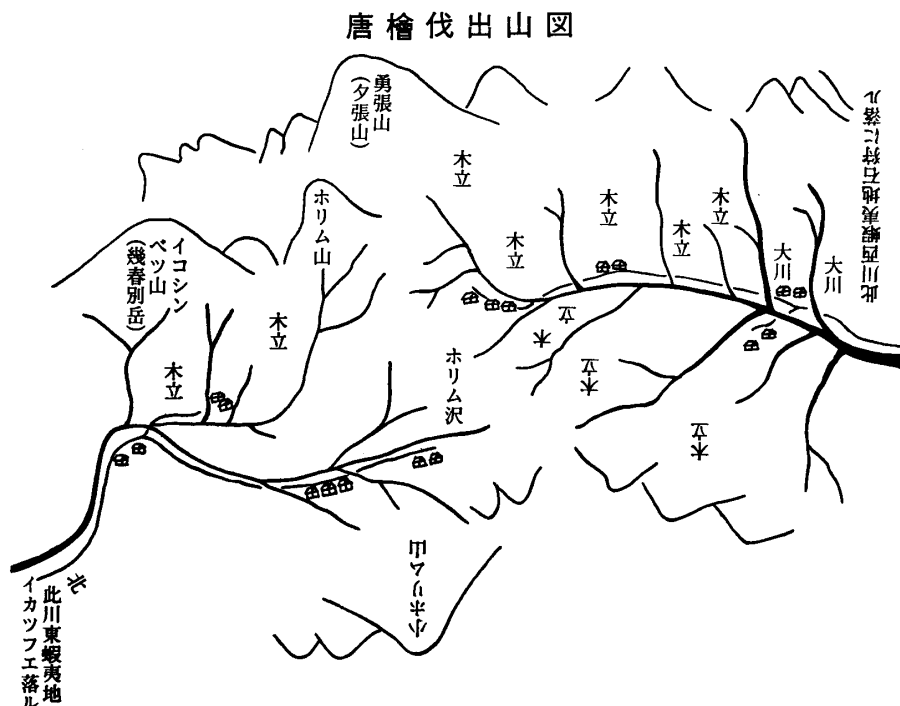 唐檜伐出山図
勇張山
(夕張山)
木立
ホリム山
イコシン
ベツ山
(幾春別岳)
木立
木立
木立
木立
木立
木立
大川
大川
此川西蝦夷地石狩に落ル
木立
木立
木立
ホリム沢
小ホリム山
北
此川東蝦夷地
イカツフエ落ル